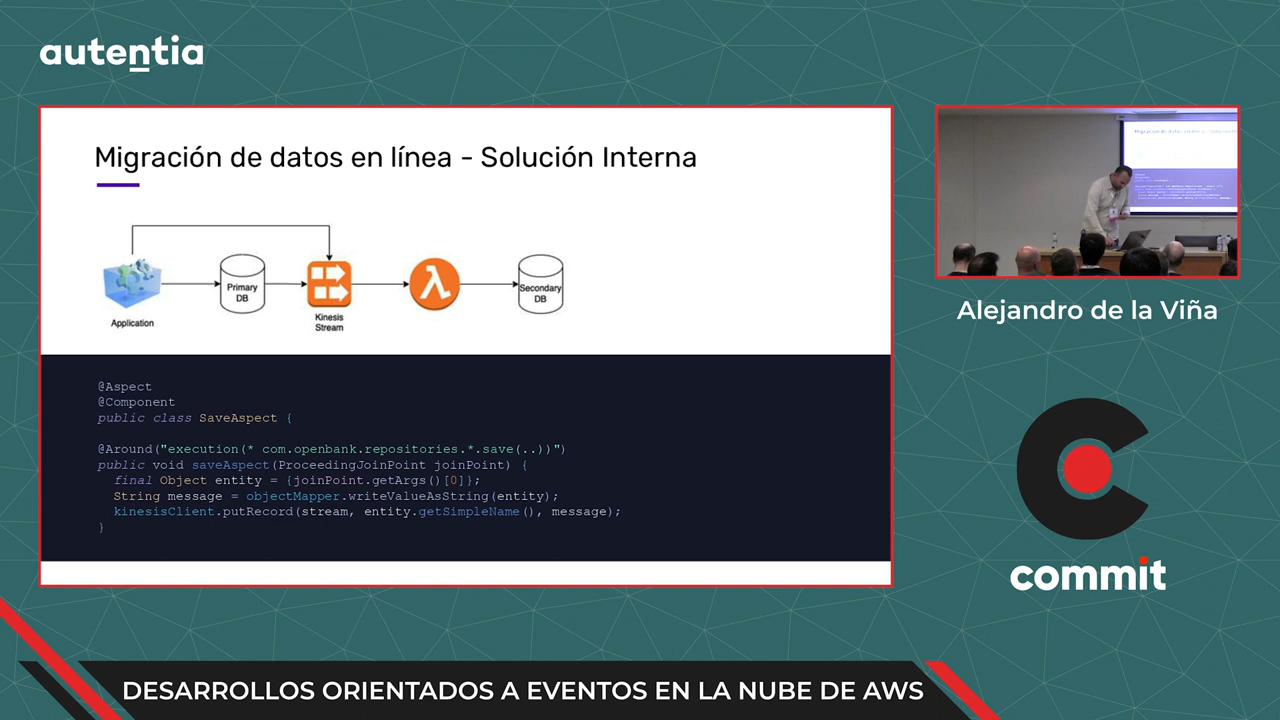 autentia
Migración de datos en línea - Solución Interna
Application
Primary
DB
Kinesis
Stream
Secondary
DB
@Aspect
@Component
public class SaveAspect {
@Around("execution(* com.openbank.repositories.*.save(..))")
public void saveAspect(ProceedingJoinPoint joinPoint) {
final Object entity = {joinPoint.getArgs()[0]};
String message = objectMapper.writeValueAsString(entity);
kinesisClient.putRecord(stream, entity.getSimpleName(), message);
}
Alejandro de la Viña
commit
DESARROLLOS ORIENTADOS A EVENTOS EN LA NUBE DE AWS